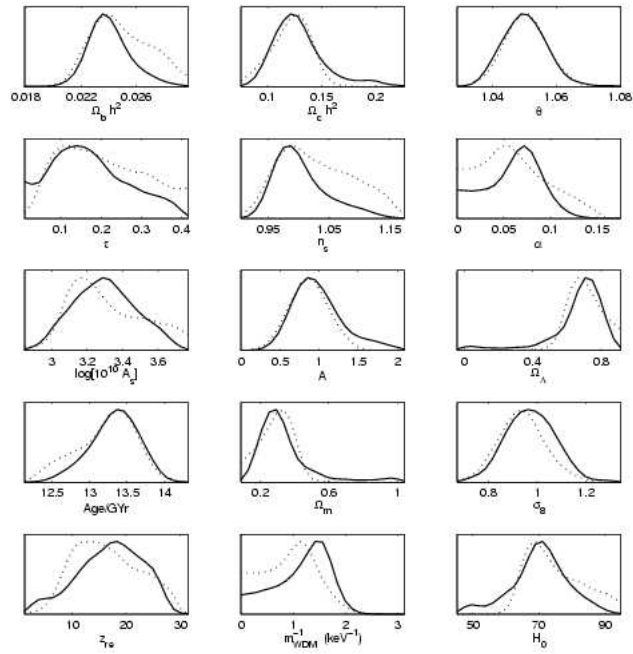 0.018 0.022 0.026
Ω_b h²
0.1 0.15 0.2
Ω_c h²
1.04 1.06 1.08
θ
0.1 0.2 0.3 0.4
τ
0.95 1.05 1.15
n_s
0 0.05 0.1 0.15
α
3 3.2 3.4 3.6
log[10¹⁰ A_s]
0 0.5 1 1.5 2
A
0 0.4 0.8
Ω_Λ
12.5 13 13.5 14
Age/GYr
0.2 0.6 1
Ω_m
0.8 1 1.2
σ_8
10 20 30
z_re
0 1 2 3
m⁻¹_WDM (keV⁻¹)
50 70 90
H_0